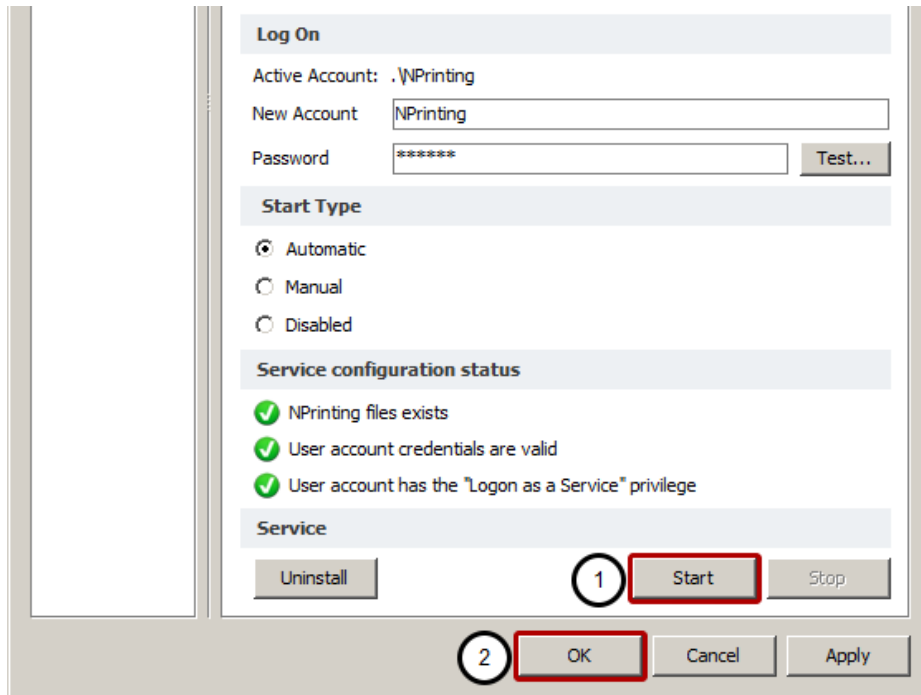 Log On
Active Account: .\NPrinting
New Account NPrinting
Password ****** Test...
Start Type
Automatic
Manual
Disabled
Service configuration status
NPrinting files exists
User account credentials are valid
User account has the "Logon as a Service" privilege
Service
Uninstall 1 Start Stop
2 OK Cancel Apply